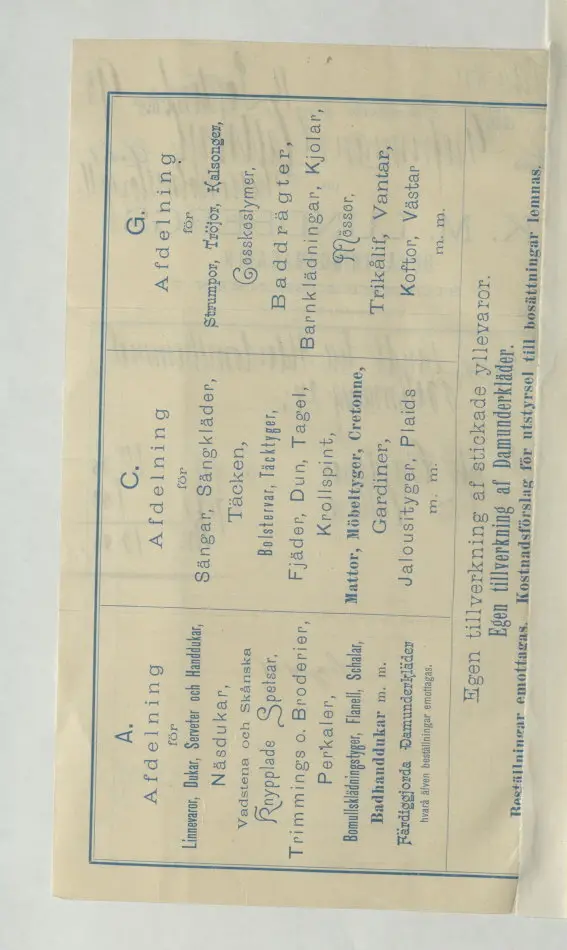 A.
Afdelning
för
Linnevaror, Dukar, Serveter och Handdukar,
Näsdukar,
Vadstena och Skånska
Knypplade Spetsar,
Trimmings o. Broderier,
Perkaler,
Bomullsklädningstyger, Flanell, Schalar,
Badhanddukar m. m.
Färdiggjorda Damunderkläder
hvarå äfven beställningar emottagas.
C.
Afdelning
för
Sängar, Sängkläder,
Täcken,
Bolstervar, Täcktyger,
Fjäder, Dun, Tagel,
Krollspint,
Mattor, Möbeltyger, Cretonne,
Gardiner,
Jalousityger, Plaids
m. m.
G.
Afdelning
för
Strumpor, Tröjor, Kalsonger,
Gosskostymer,
Baddrägter,
Barnklädningar, Kjolar,
Mössor,
Trikålif, Vantar,
Koftor, Västar
m. m.
Egen tillverkning af stickade yllevaror.
Egen tillverkning af Damunderkläder.
Beställningar emottagas. Kostnadsförslag för utstyrsel till bosättningar lemnas.